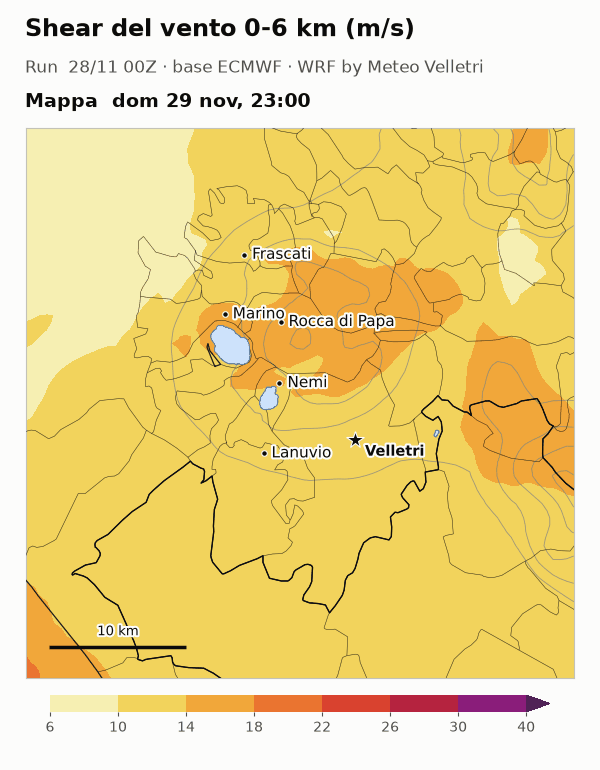 Shear del vento 0-6 km (m/s)
Run  28/11 00Z · base ECMWF · WRF by Meteo Velletri
Mappa  dom 29 nov, 23:00
Frascati
Marino
Rocca di Papa
Nemi
Velletri
Lanuvio
10 km
6 10 14 18 22 26 30 40